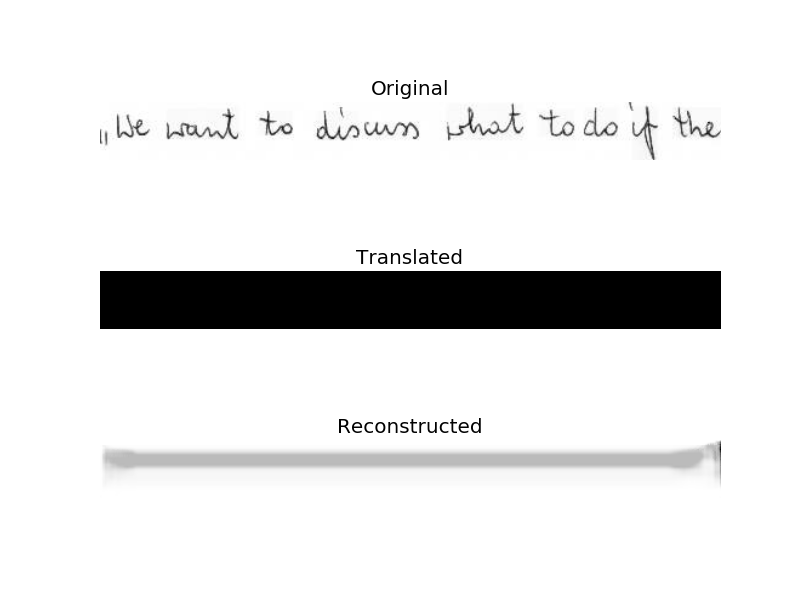 Original
„We want to discuss what to do if the
Translated
Reconstructed